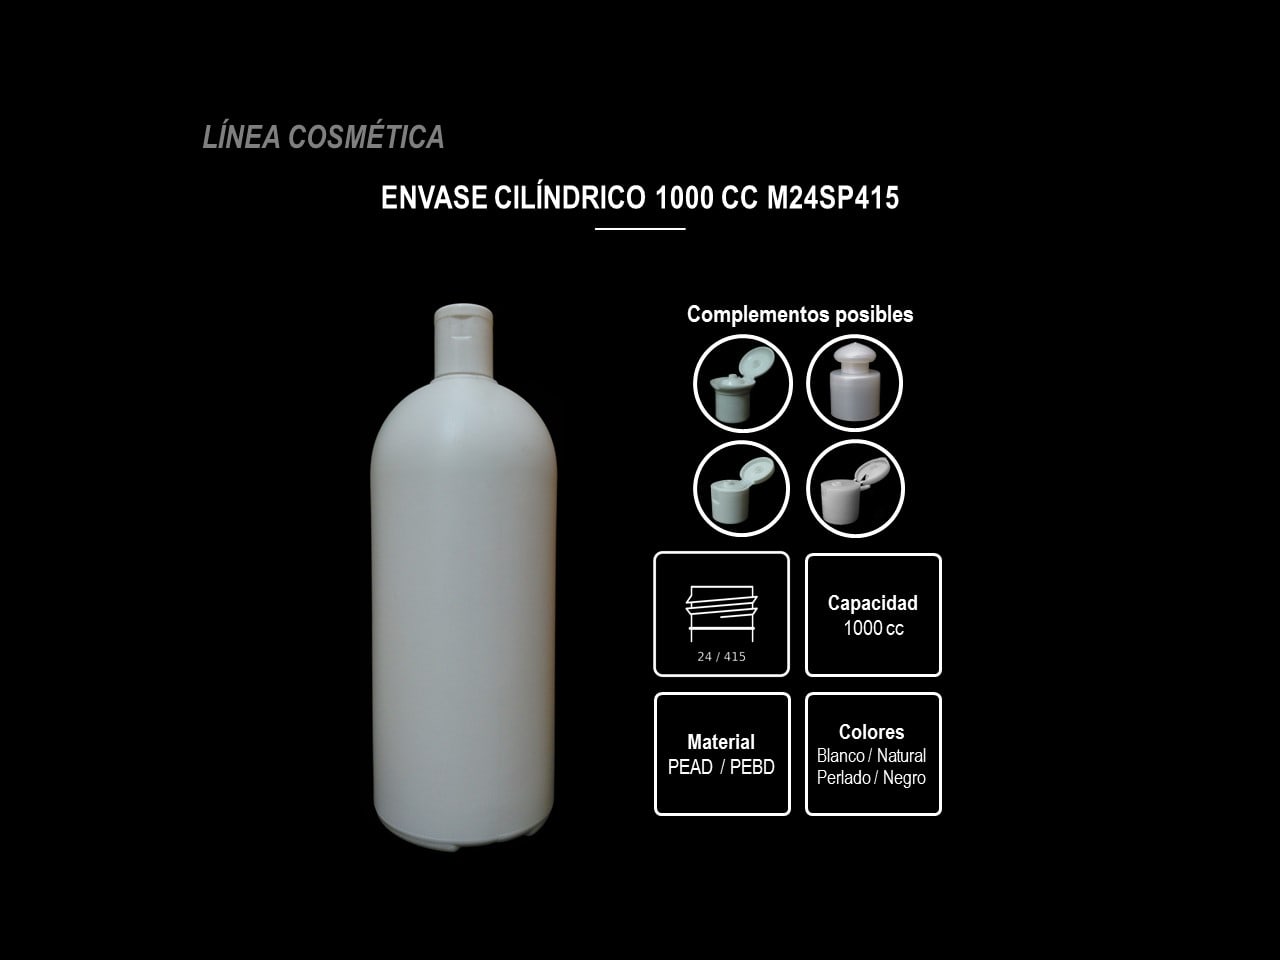 LÍNEA COSMÉTICA
ENVASE CILÍNDRICO 1000 CC M24SP415
Complementos posibles
24 / 415
Capacidad
1000 cc
Material
PEAD / PEBD
Colores
Blanco / Natural
Perlado / Negro